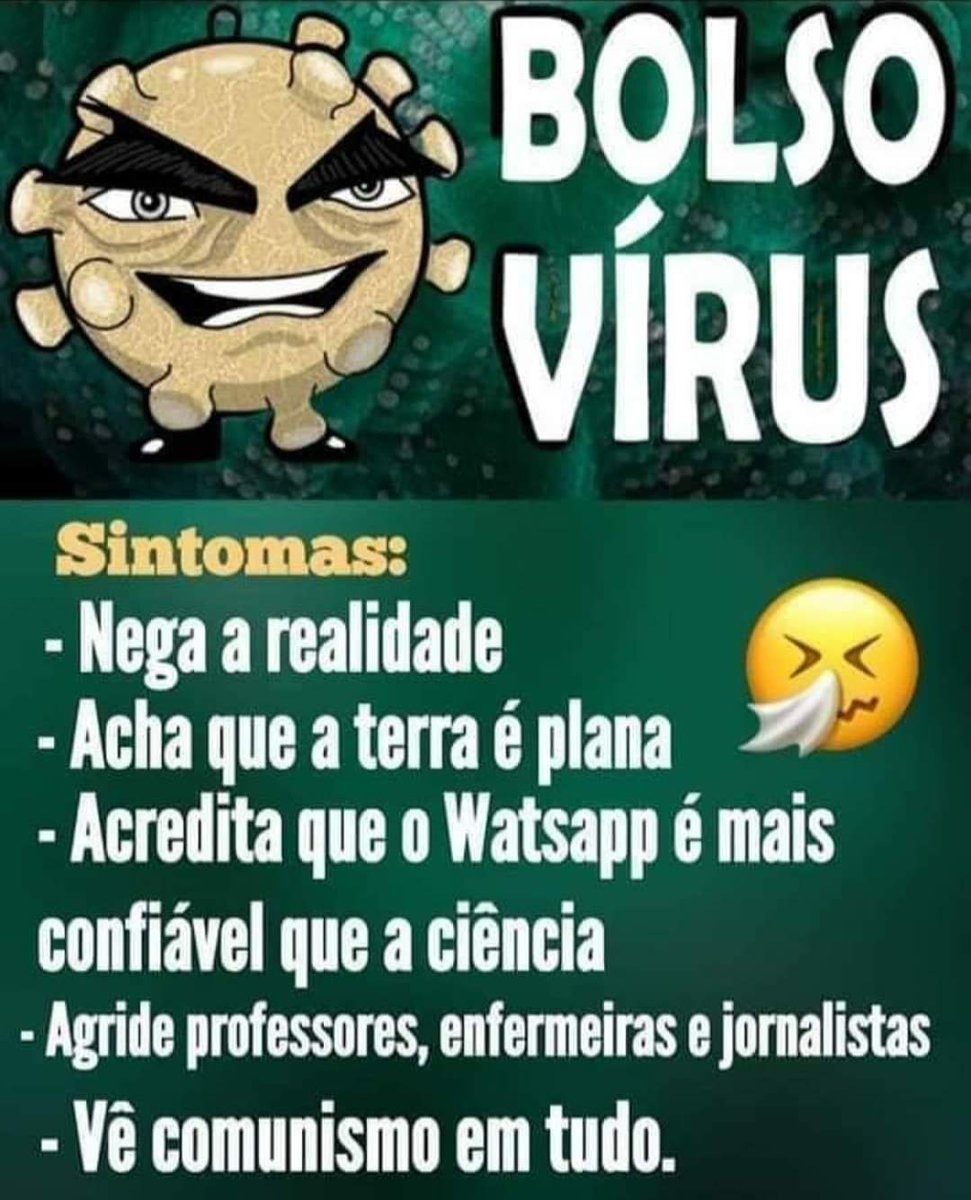 BOLSO
VÍRUS
Sintomas:
- Nega a realidade
- Acha que a terra é plana
- Acredita que o Watsapp é mais
confiável que a ciência
- Agride professores, enfermeiras e jornalistas
- Vê comunismo em tudo.